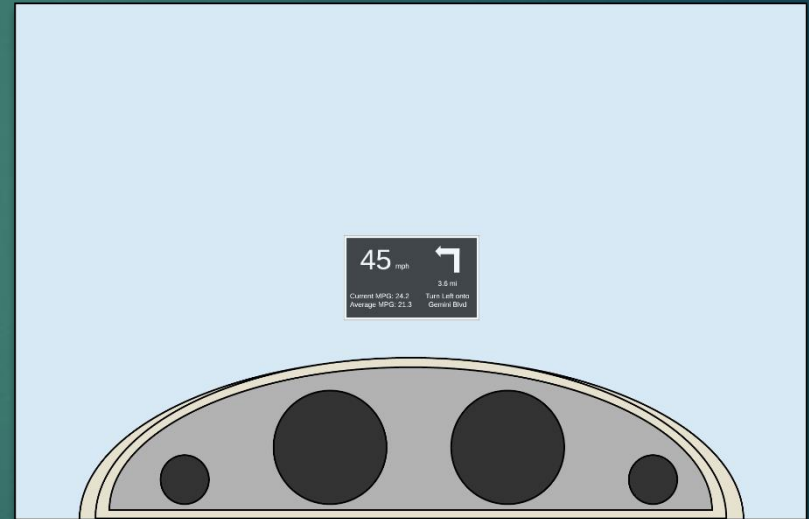 45 mph
3.6 mi
Current MPG: 24.2
Average MPG: 21.3
Turn Left onto
Gemini Blvd